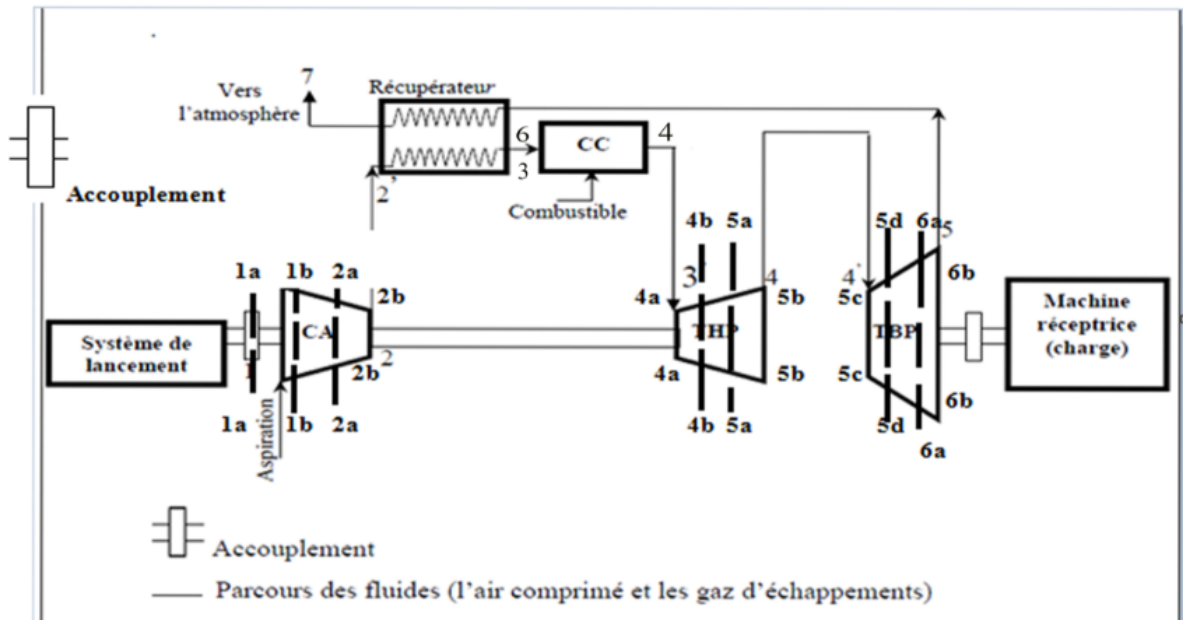 7
Vers
l'atmosphère
Récupérateur
6
3
CC
4
2'
Combustible
Accouplement
4b 5a
5d 6a
5
1a 1b 2a
2b
3
4a
4
5b
4'
5c
6b
Système de
lancement
CA
THP
TBP
Machine
réceptrice
(charge)
2
2b
4a
5b
5c
6b
1a 1b 2a
4b 5a
5d
6a
Aspiration
Accouplement
Parcours des fluides (l'air comprimé et les gaz d'échappements)